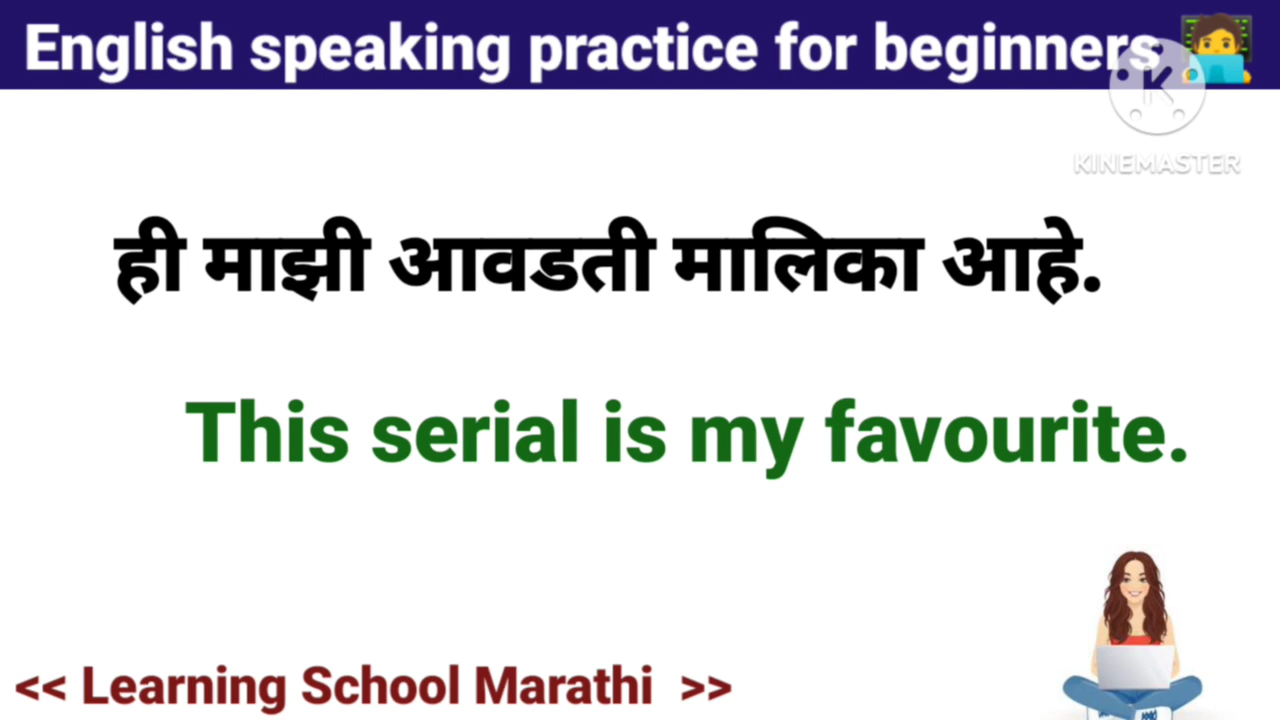 English speaking practice for beginners
KINEMASTER
ही माझी आवडती मालिका आहे.
This serial is my favourite.
<< Learning School Marathi >>